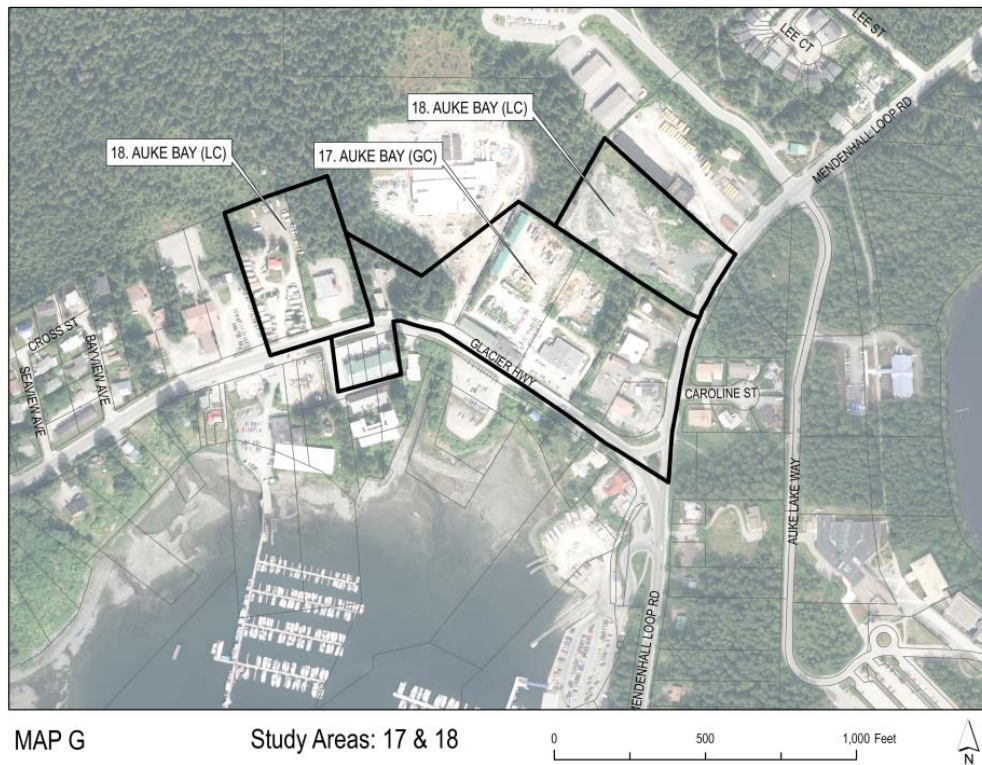 LEE ST
LEE CT
MENDENHALL LOOP RD
18. AUKE BAY (LC)
18. AUKE BAY (LC)
17. AUKE BAY (GC)
CROSS ST
BAYVIEW AVE
SEAVIEW AVE
GLACIER HWY
CAROLINE ST
AUKE LAKE WAY
MENDENHALL LOOP RD
MAP G
Study Areas: 17 & 18
0 500 1,000 Feet
N